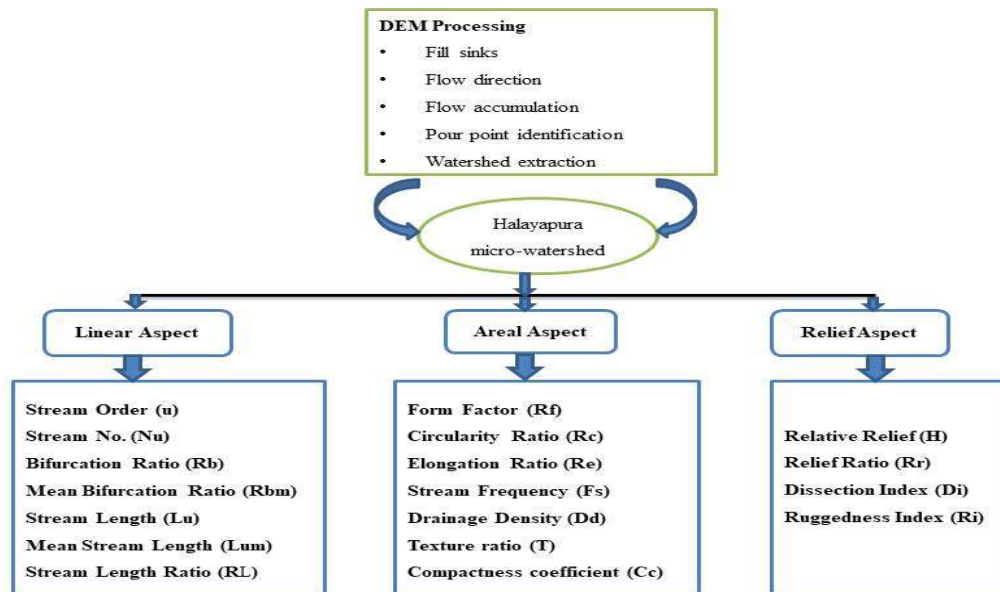 DEM Processing
• Fill sinks
• Flow direction
• Flow accumulation
• Pour point identification
• Watershed extraction
Halayapura
micro-watershed
Linear Aspect
Areal Aspect
Relief Aspect
Stream Order (u)
Stream No. (Nu)
Bifurcation Ratio (Rb)
Mean Bifurcation Ratio (Rbm)
Stream Length (Lu)
Mean Stream Length (Lum)
Stream Length Ratio (RL)
Form Factor (Rf)
Circularity Ratio (Rc)
Elongation Ratio (Re)
Stream Frequency (Fs)
Drainage Density (Dd)
Texture ratio (T)
Compactness coefficient (Cc)
Relative Relief (H)
Relief Ratio (Rr)
Dissection Index (Di)
Ruggedness Index (Ri)